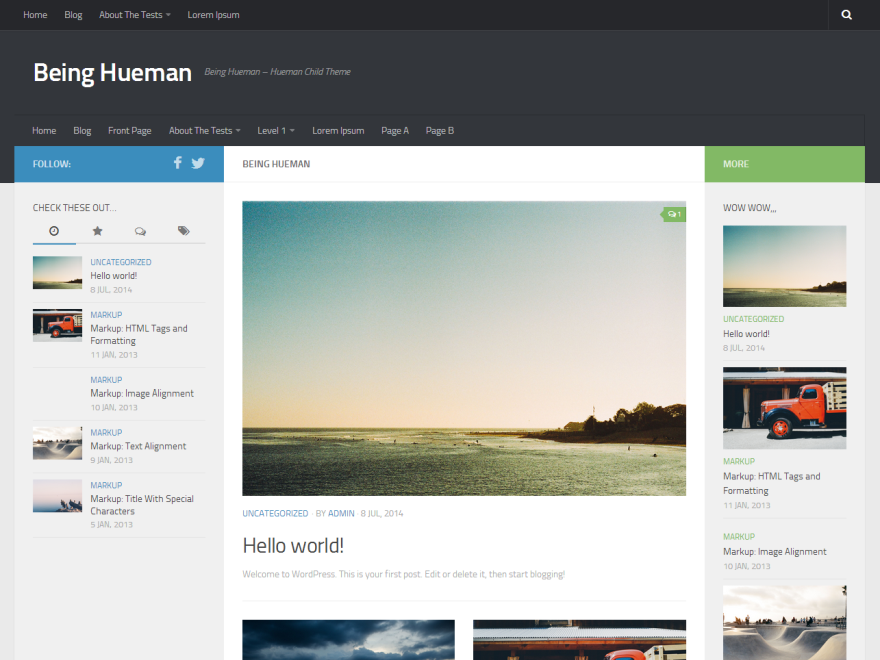 Home Blog About The Tests Lorem Ipsum
Being Hueman Being Hueman – Hueman Child Theme
Home Blog Front Page About The Tests Level 1 Lorem Ipsum Page A Page B
FOLLOW:
CHECK THESE OUT...
UNCATEGORIZED
Hello world!
8 JUL, 2014
MARKUP
Markup: HTML Tags and
Formatting
11 JAN, 2013
MARKUP
Markup: Image Alignment
10 JAN, 2013
MARKUP
Markup: Text Alignment
9 JAN, 2013
MARKUP
Markup: Title With Special
Characters
5 JAN, 2013
BEING HUEMAN
1
UNCATEGORIZED · BY ADMIN · 8 JUL, 2014
Hello world!
Welcome to WordPress. This is your first post. Edit or delete it, then start blogging!
MORE
WOW WOW,,,
UNCATEGORIZED
Hello world!
8 JUL, 2014
MARKUP
Markup: HTML Tags and
Formatting
11 JAN, 2013
MARKUP
Markup: Image Alignment
10 JAN, 2013